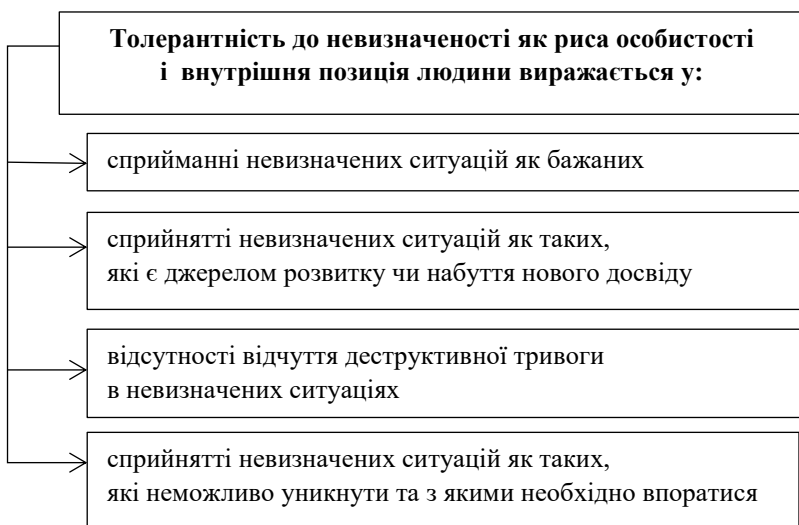 Толерантність до невизначеності як риса особистості
і внутрішня позиція людини виражається у:
сприйманні невизначених ситуацій як бажаних
сприйнятті невизначених ситуацій як таких,
які є джерелом розвитку чи набуття нового досвіду
відсутності відчуття деструктивної тривоги
в невизначених ситуаціях
сприйнятті невизначених ситуацій як таких,
які неможливо уникнути та з якими необхідно впоратися